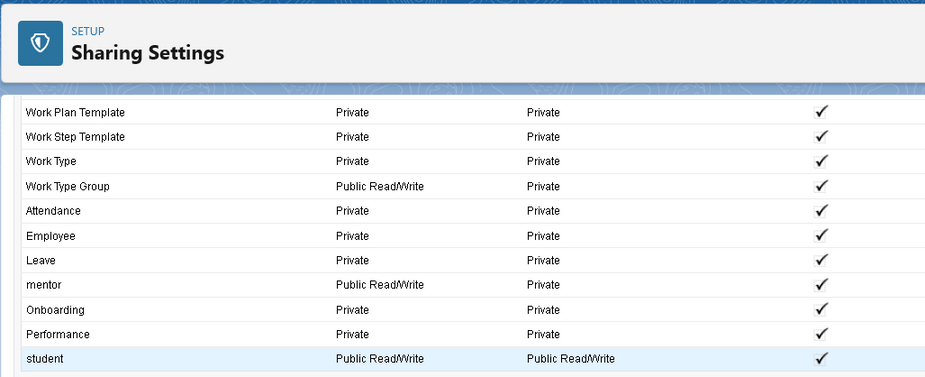 SETUP
Sharing Settings
Work Plan Template Private Private
Work Step Template Private Private
Work Type Private Private
Work Type Group Public Read/Write Private
Attendance Private Private
Employee Private Private
Leave Private Private
mentor Public Read/Write Private
Onboarding Private Private
Performance Private Private
student Public Read/Write Public Read/Write